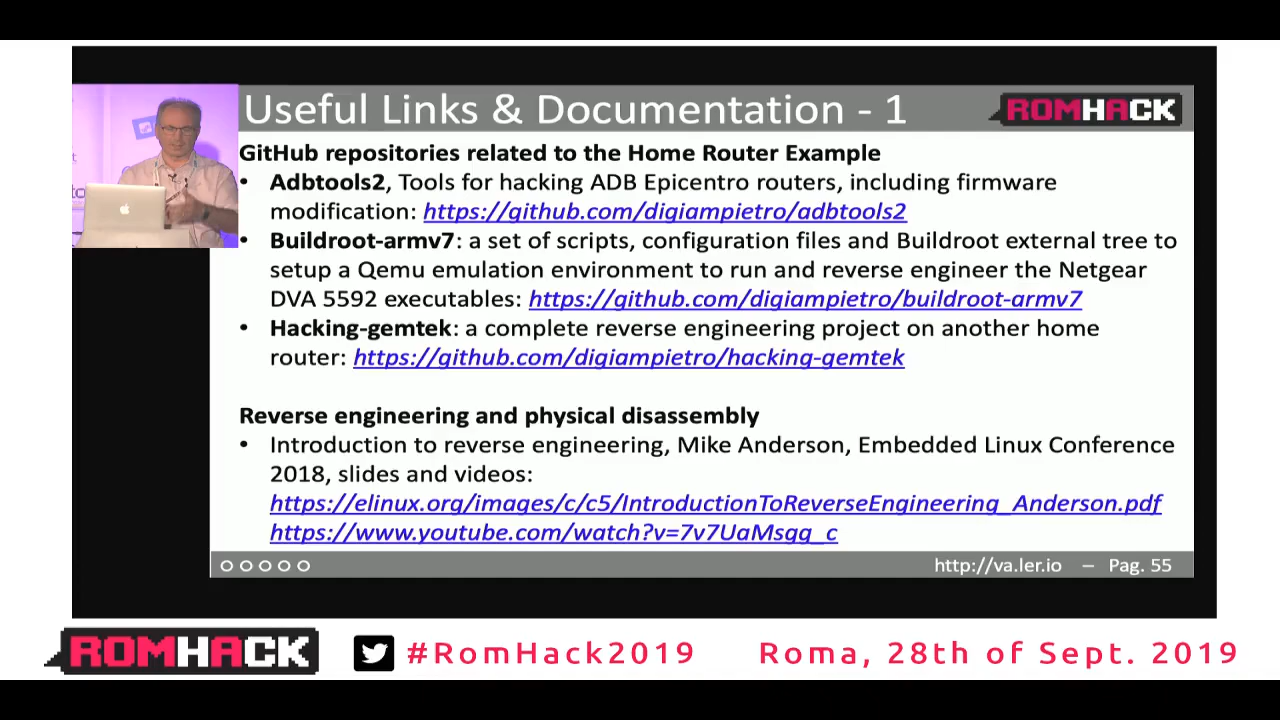 Useful Links & Documentation - 1
ROMHACK
GitHub repositories related to the Home Router Example
• Adbtools2, Tools for hacking ADB Epicentro routers, including firmware
modification: https://github.com/digiampietro/adbtools2
• Buildroot-armv7: a set of scripts, configuration files and Buildroot external tree to
setup a Qemu emulation environment to run and reverse engineer the Netgear
DVA 5592 executables: https://github.com/digiampietro/buildroot-armv7
• Hacking-gemtek: a complete reverse engineering project on another home
router: https://github.com/digiampietro/hacking-gemtek
Reverse engineering and physical disassembly
• Introduction to reverse engineering, Mike Anderson, Embedded Linux Conference
2018, slides and videos:
https://elinux.org/images/c/c5/IntroductionToReverseEngineering_Anderson.pdf
https://www.youtube.com/watch?v=7v7UaMsgg_c
http://va.ler.io – Pag. 55
ROMHACK
#RomHack2019
Roma, 28th of Sept. 2019